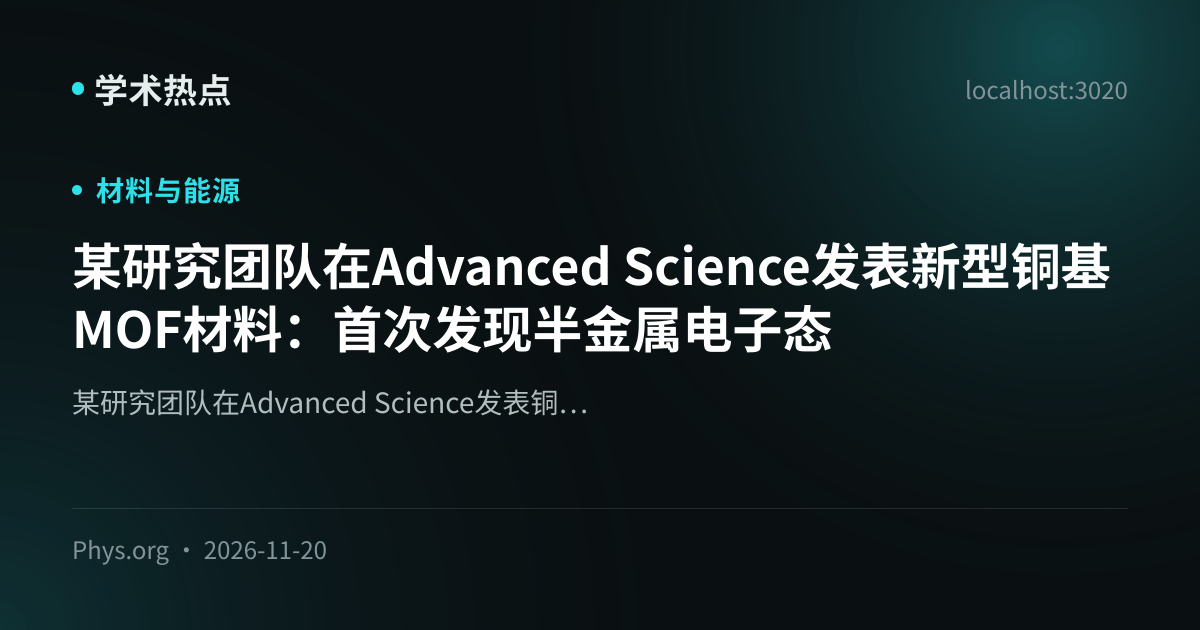 学术热点
localhost:3020
材料与能源
某研究团队在Advanced Science发表新型铜基
MOF材料：首次发现半金属电子态
某研究团队在Advanced Science发表铜…
Phys.org • 2026-11-20